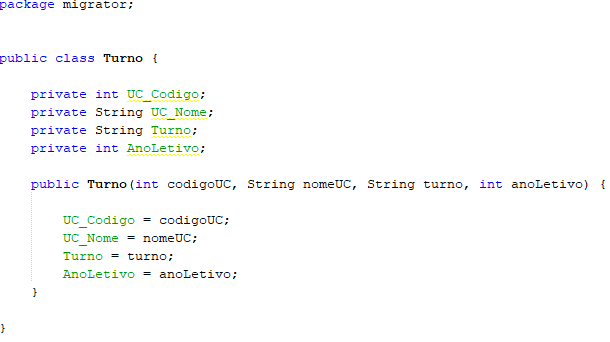 package migrator;
public class Turno {
private int UC_Codigo;
private String UC_Nome;
private String Turno;
private int AnoLetivo;
public Turno(int codigoUC, String nomeUC, String turno, int anoLetivo) {
UC_Codigo = codigoUC;
UC_Nome = nomeUC;
Turno = turno;
AnoLetivo = anoLetivo;
}
}